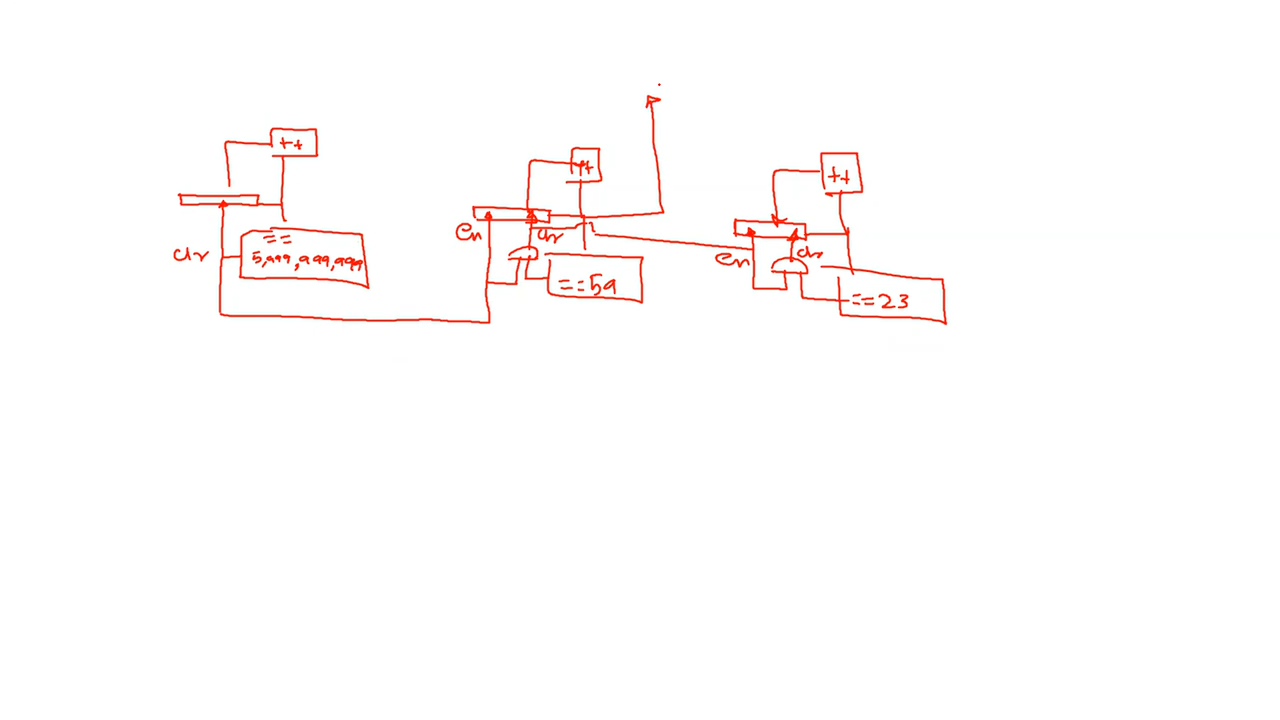 ++
++
++
clr
==
5,999,999,999
en
clr
==59
en
clr
==23